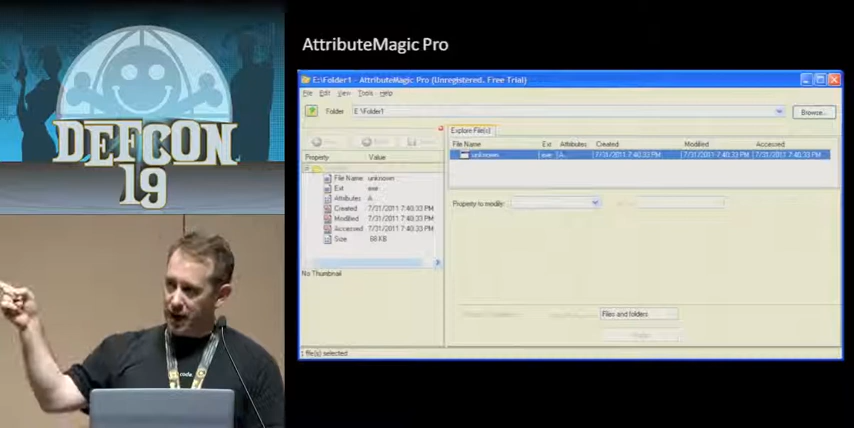 DEFCON
19
AttributeMagic Pro
E:\Folder1 - AttributeMagic Pro (Unregistered. Free Trial)
File Edit View Tools Help
Folder E:\Folder1 Browse...
Property Value
File Name unknown
Ext exe
Attributes A
Created 7/31/2011 7:40:33 PM
Modified 7/31/2011 7:40:33 PM
Accessed 7/31/2011 7:40:33 PM
Size 68 KB
No Thumbnail
Explore File(s)
File Name Ext Attributes Created Modified Accessed
unknown exe A 7/31/2011 7:40:33 PM 7/31/2011 7:40:33 PM 7/31/2011 7:40:33 PM
Property to modify:
Files and folders
1 file(s) selected